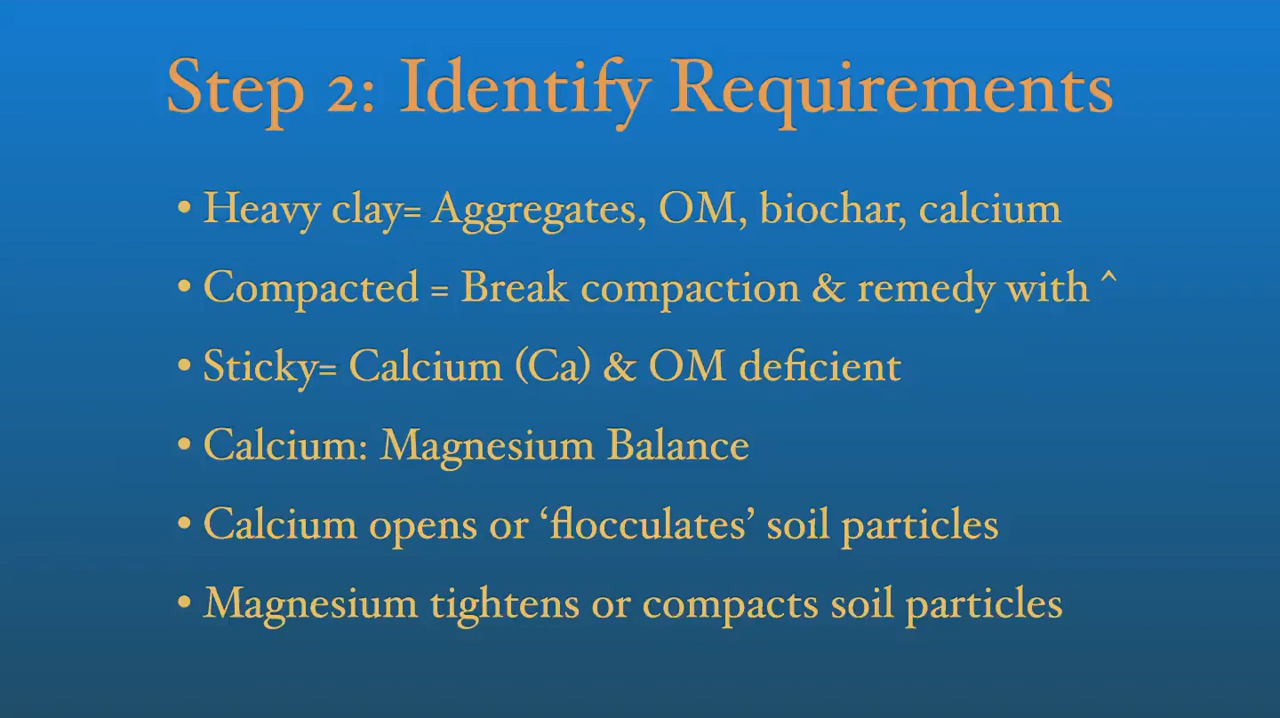 Step 2: Identify Requirements
• Heavy clay= Aggregates, OM, biochar, calcium
• Compacted = Break compaction & remedy with ^
• Sticky= Calcium (Ca) & OM deficient
• Calcium: Magnesium Balance
• Calcium opens or ‘flocculates’ soil particles
• Magnesium tightens or compacts soil particles